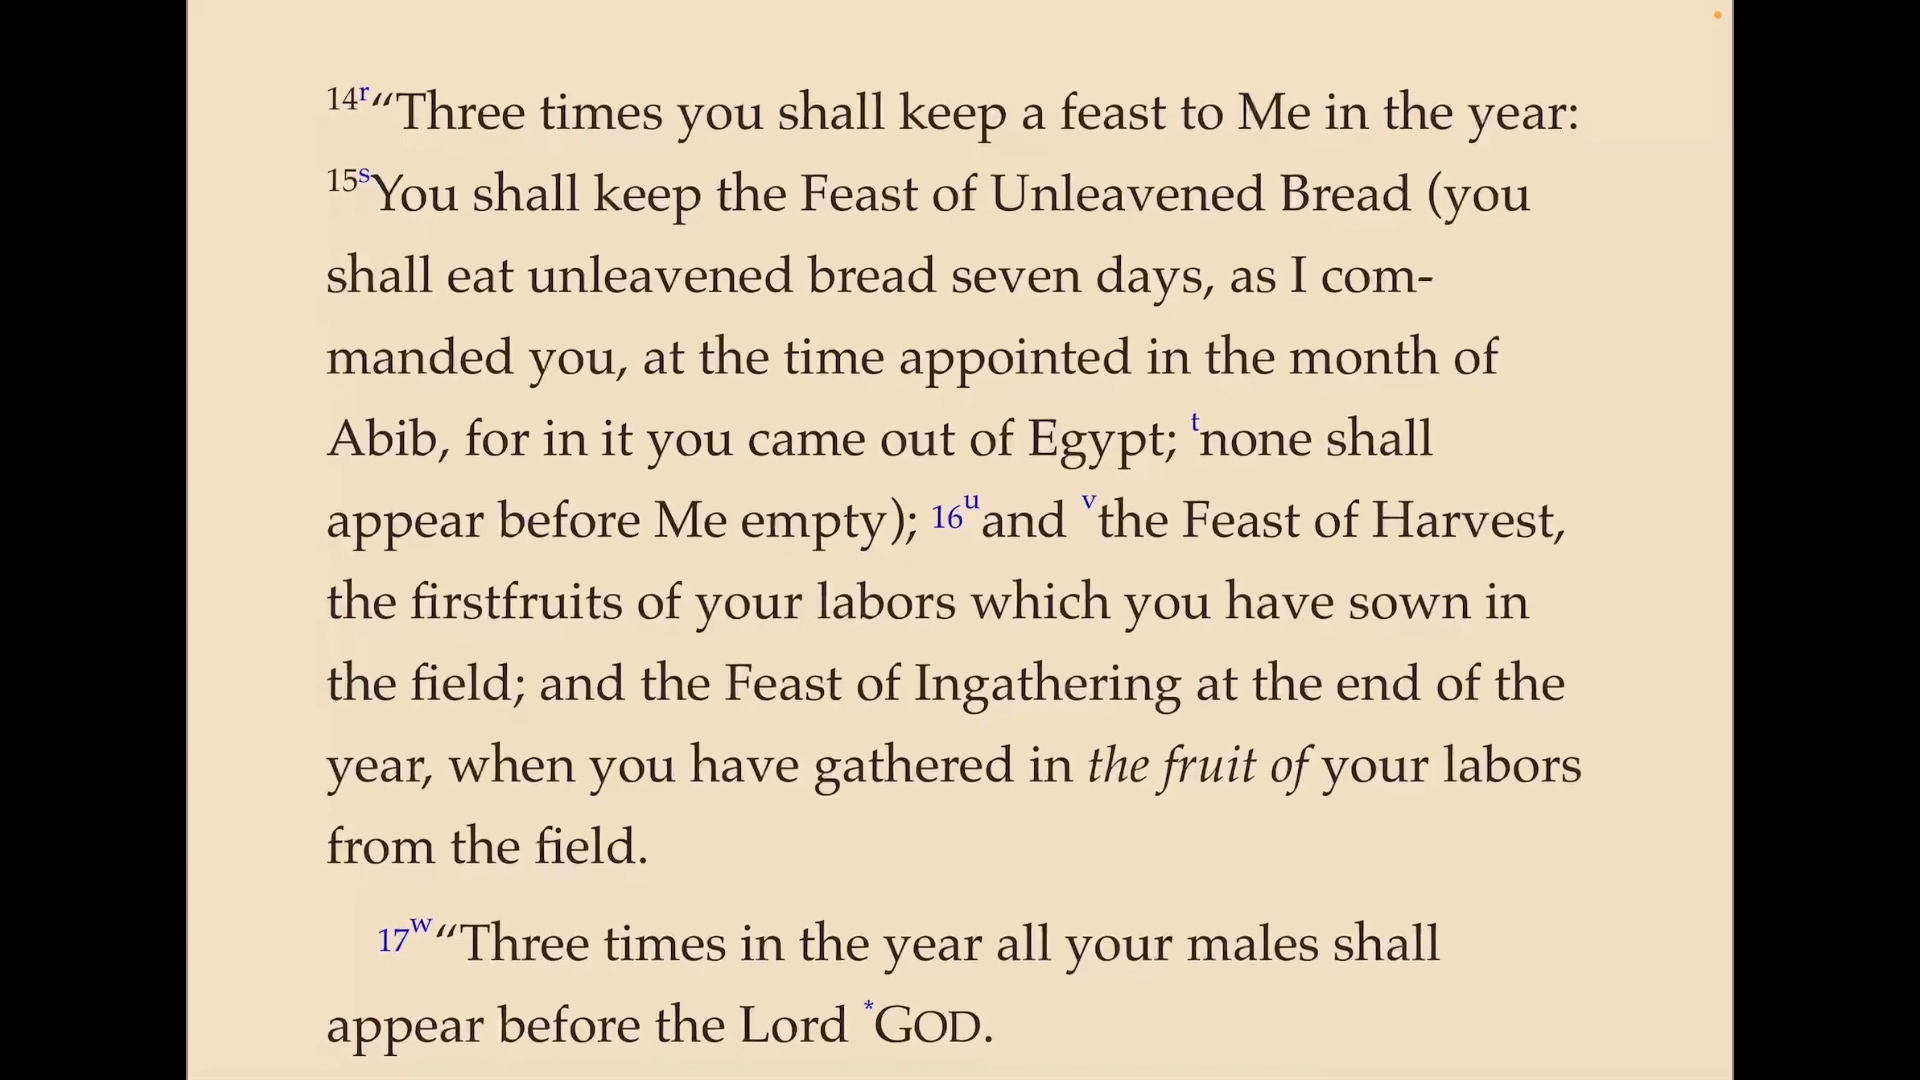 14r“Three times you shall keep a feast to Me in the year:
15sYou shall keep the Feast of Unleavened Bread (you
shall eat unleavened bread seven days, as I com-
manded you, at the time appointed in the month of
Abib, for in it you came out of Egypt; tnone shall
appear before Me empty); 16uand vthe Feast of Harvest,
the firstfruits of your labors which you have sown in
the field; and the Feast of Ingathering at the end of the
year, when you have gathered in the fruit of your labors
from the field.
17w“Three times in the year all your males shall
appear before the Lord *GOD.